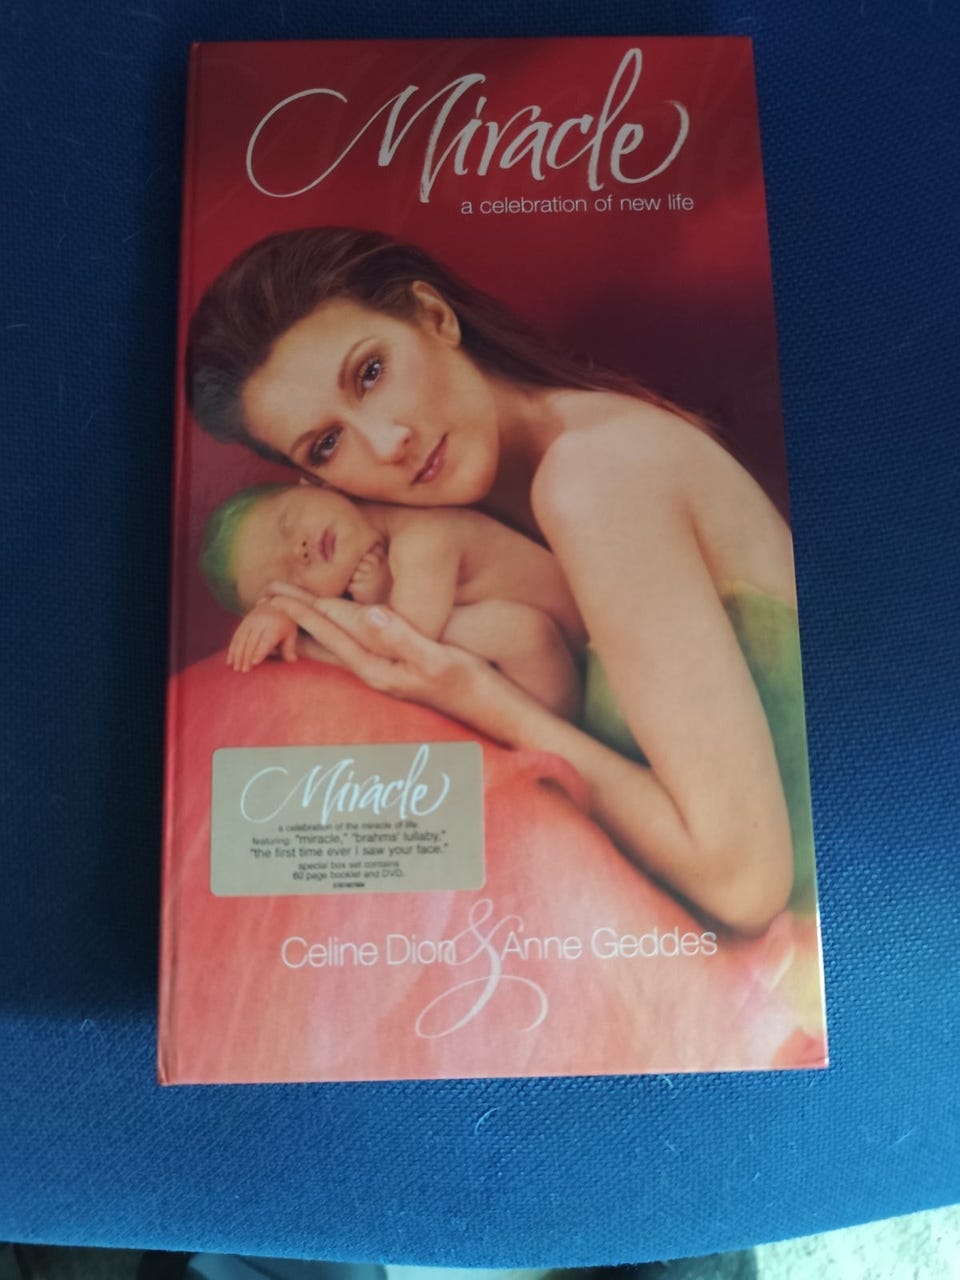 Miracle
a celebration of new life
Miracle
a celebration of the miracle of life.
featuring: "miracle," "brahms' lullaby,"
"the first time ever i saw your face."
special box set contains
60 page booklet and DVD.
Celine Dion & Anne Geddes